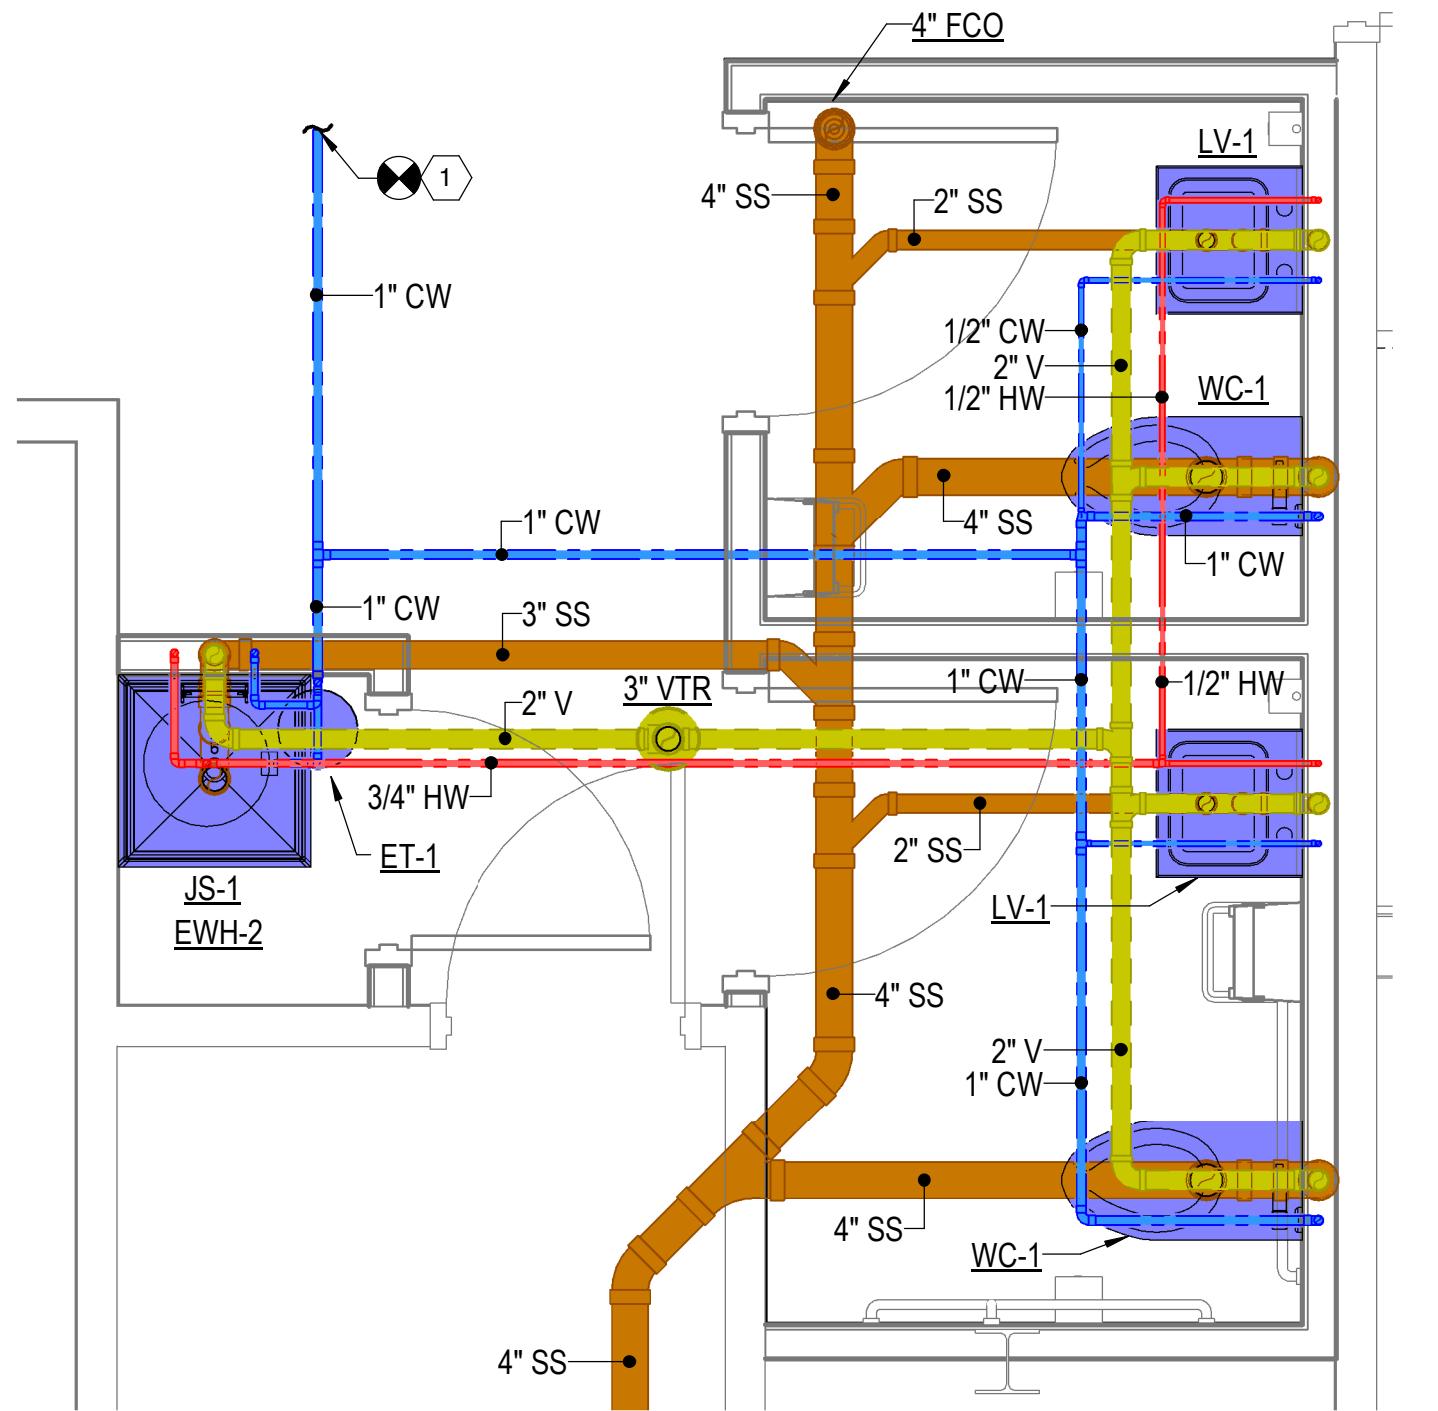 4" FCO
LV-1
1
4" SS
2" SS
1" CW
1/2" CW
2" V
1/2" HW
WC-1
1" CW
4" SS
1" CW
1" CW
3" SS
1" CW
1/2" HW
3" VTR
2" V
3/4" HW
2" SS
ET-1
JS-1
LV-1
EWH-2
4" SS
2" V
1" CW
4" SS
WC-1
4" SS